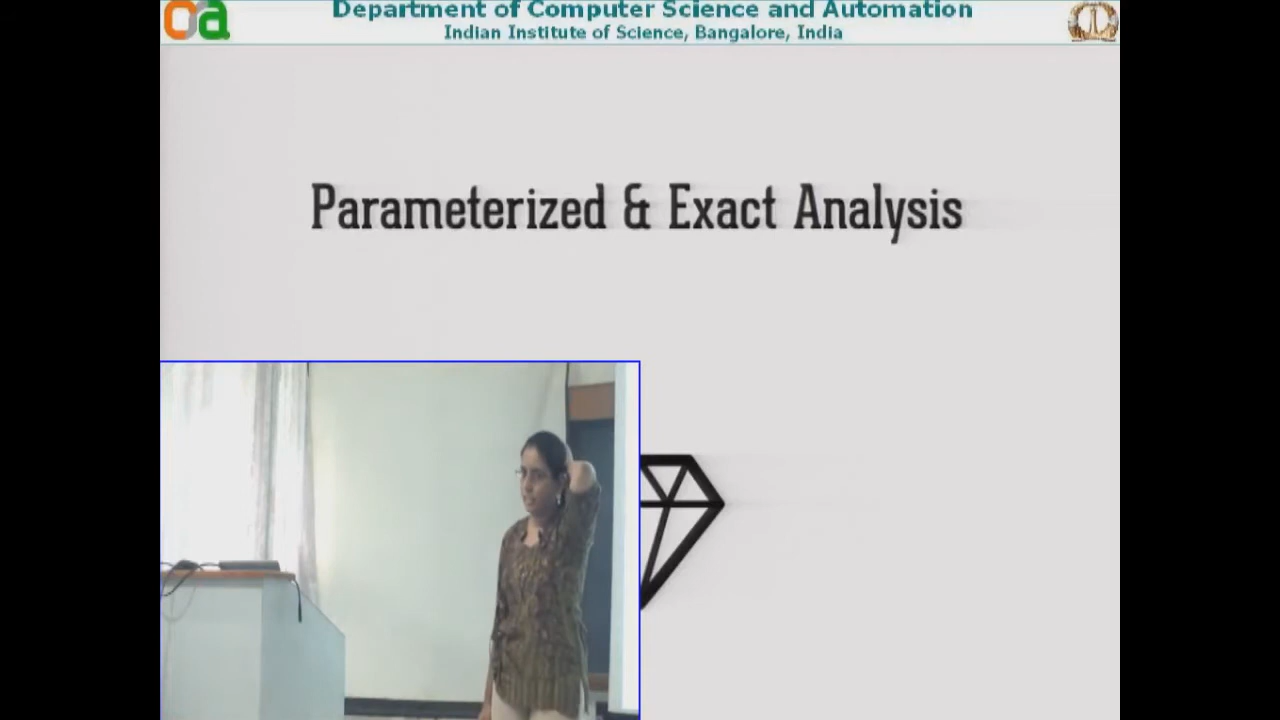 Department of Computer Science and Automation
Indian Institute of Science, Bangalore, India
Parameterized & Exact Analysis